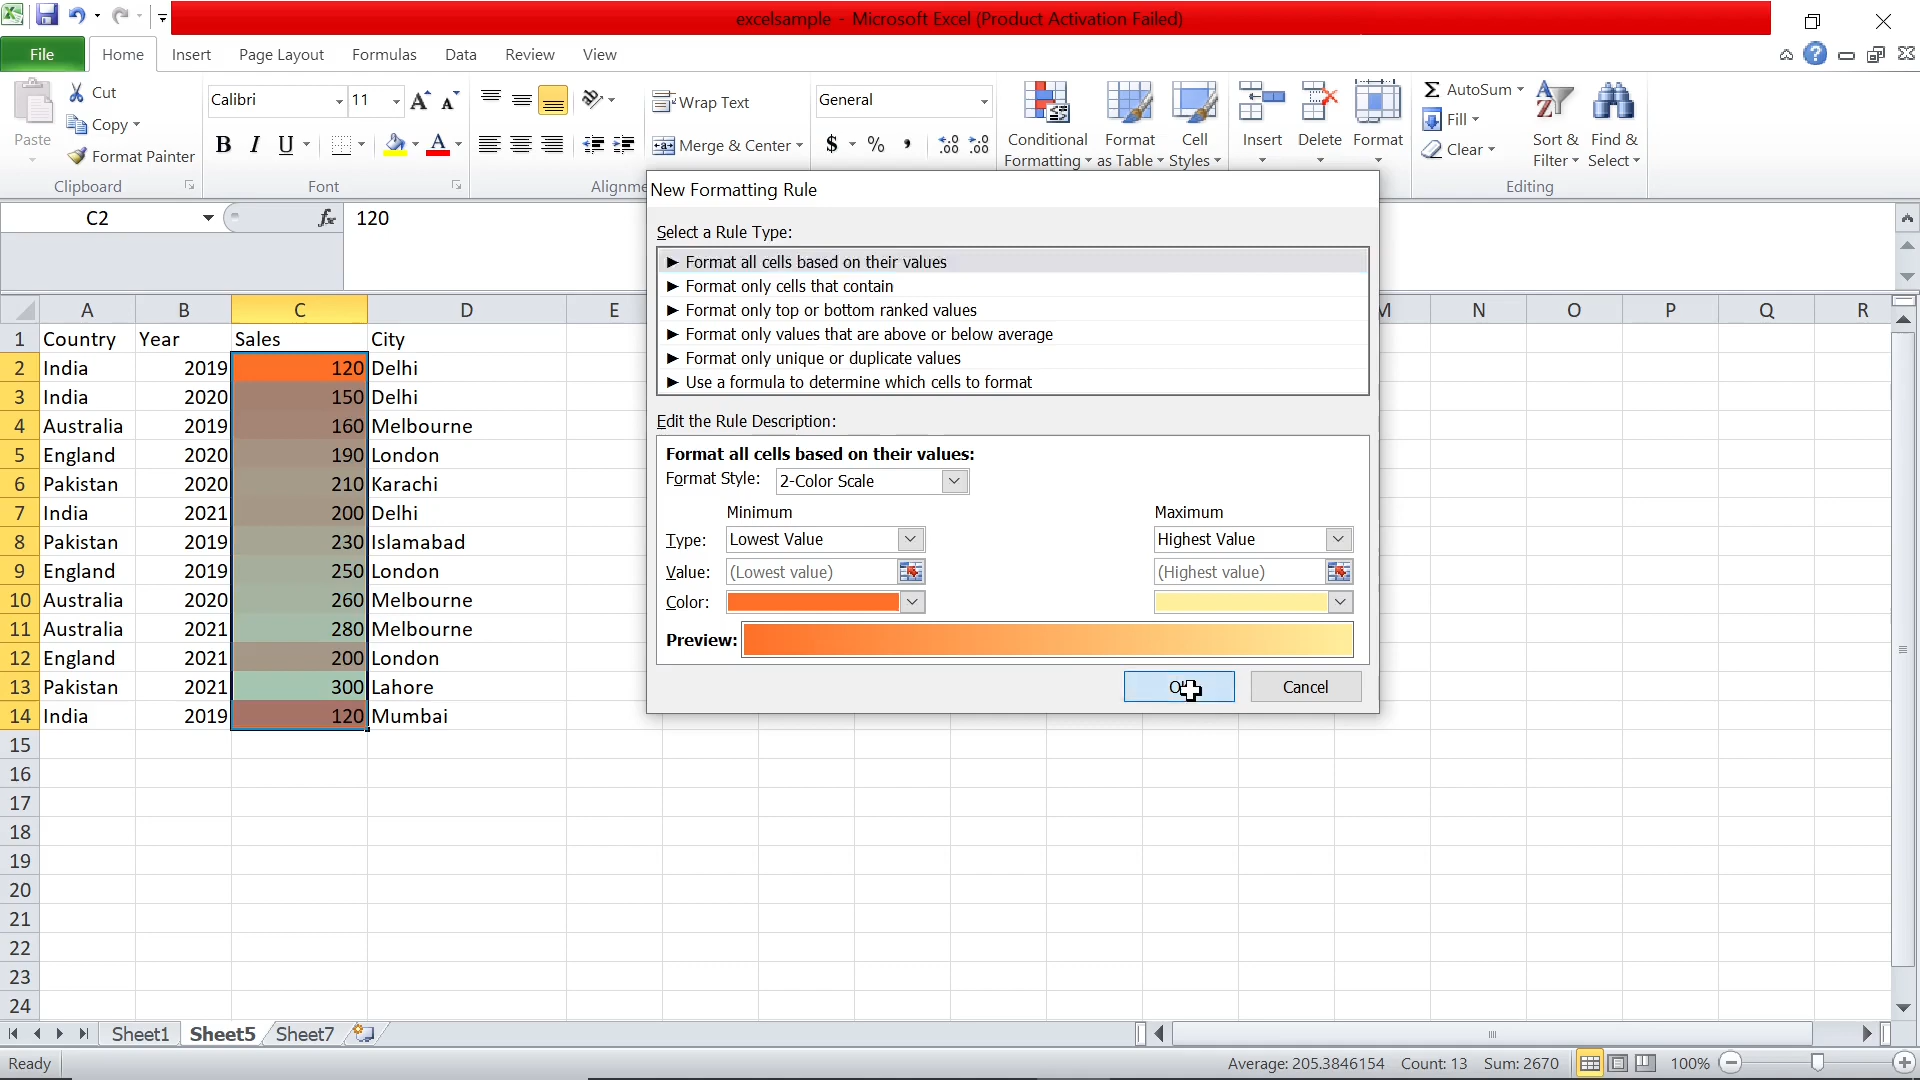 excelsample - Microsoft Excel (Product Activation Failed)
File Home Insert Page Layout Formulas Data Review View
Paste
Cut
Copy
Format Painter
Clipboard
Calibri 11
B I U
Font
Wrap Text
Merge & Center
General
$ % ,
Conditional Formatting
Format as Table
Cell Styles
Insert
Delete
Format
Σ AutoSum
Fill
Clear
Sort & Filter
Find & Select
Editing
C2 fx 120
A B C D E N O P Q R
1 Country Year Sales City
2 India 2019 120 Delhi
3 India 2020 150 Delhi
4 Australia 2019 160 Melbourne
5 England 2020 190 London
6 Pakistan 2020 210 Karachi
7 India 2021 200 Delhi
8 Pakistan 2019 230 Islamabad
9 England 2019 250 London
10 Australia 2020 260 Melbourne
11 Australia 2021 280 Melbourne
12 England 2021 200 London
13 Pakistan 2021 300 Lahore
14 India 2019 120 Mumbai
15
16
17
18
19
20
21
22
23
24
New Formatting Rule
Select a Rule Type:
► Format all cells based on their values
► Format only cells that contain
► Format only top or bottom ranked values
► Format only values that are above or below average
► Format only unique or duplicate values
► Use a formula to determine which cells to format
Edit the Rule Description:
Format all cells based on their values:
Format Style: 2-Color Scale
Minimum Maximum
Type: Lowest Value Highest Value
Value: (Lowest value) (Highest value)
Color:
Preview:
Cancel
Sheet1 Sheet5 Sheet7
Ready Average: 205.3846154 Count: 13 Sum: 2670 100%